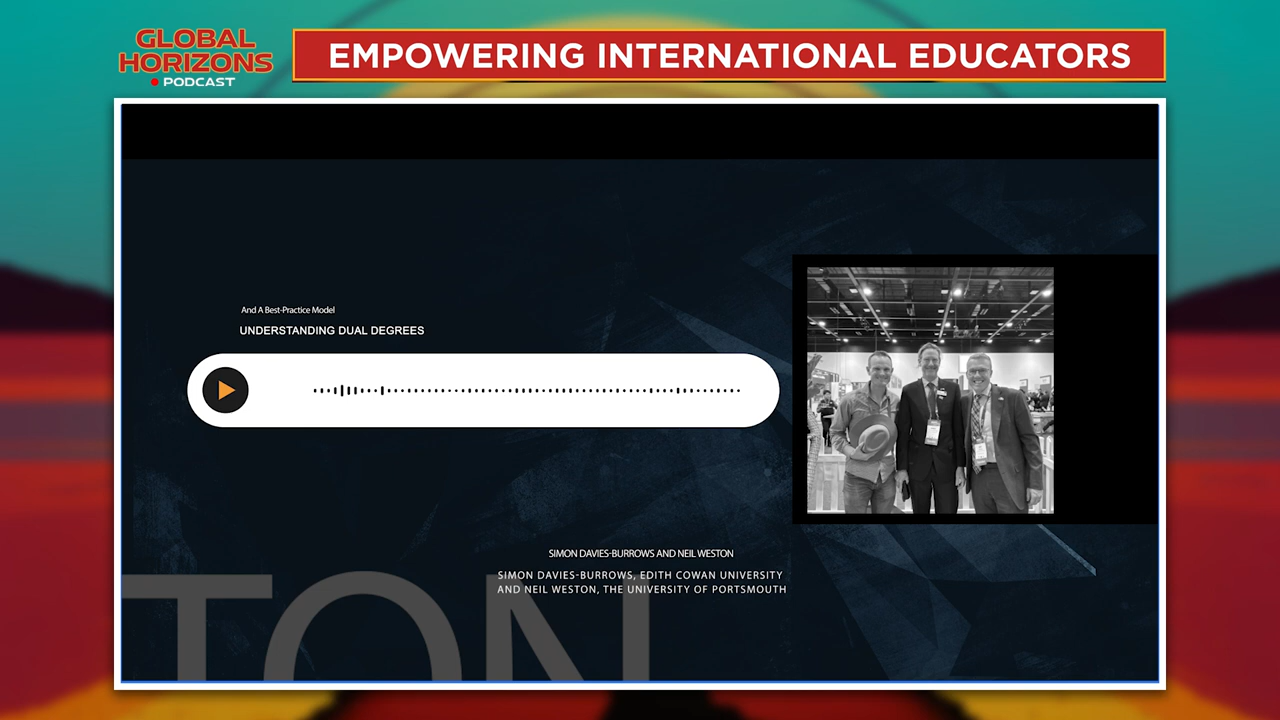 GLOBAL
HORIZONS
PODCAST
EMPOWERING INTERNATIONAL EDUCATORS
And A Best-Practice Model
UNDERSTANDING DUAL DEGREES
SIMON DAVIES-BURROWS AND NEIL WESTON
SIMON DAVIES-BURROWS, EDITH COWAN UNIVERSITY
AND NEIL WESTON, THE UNIVERSITY OF PORTSMOUTH
TON